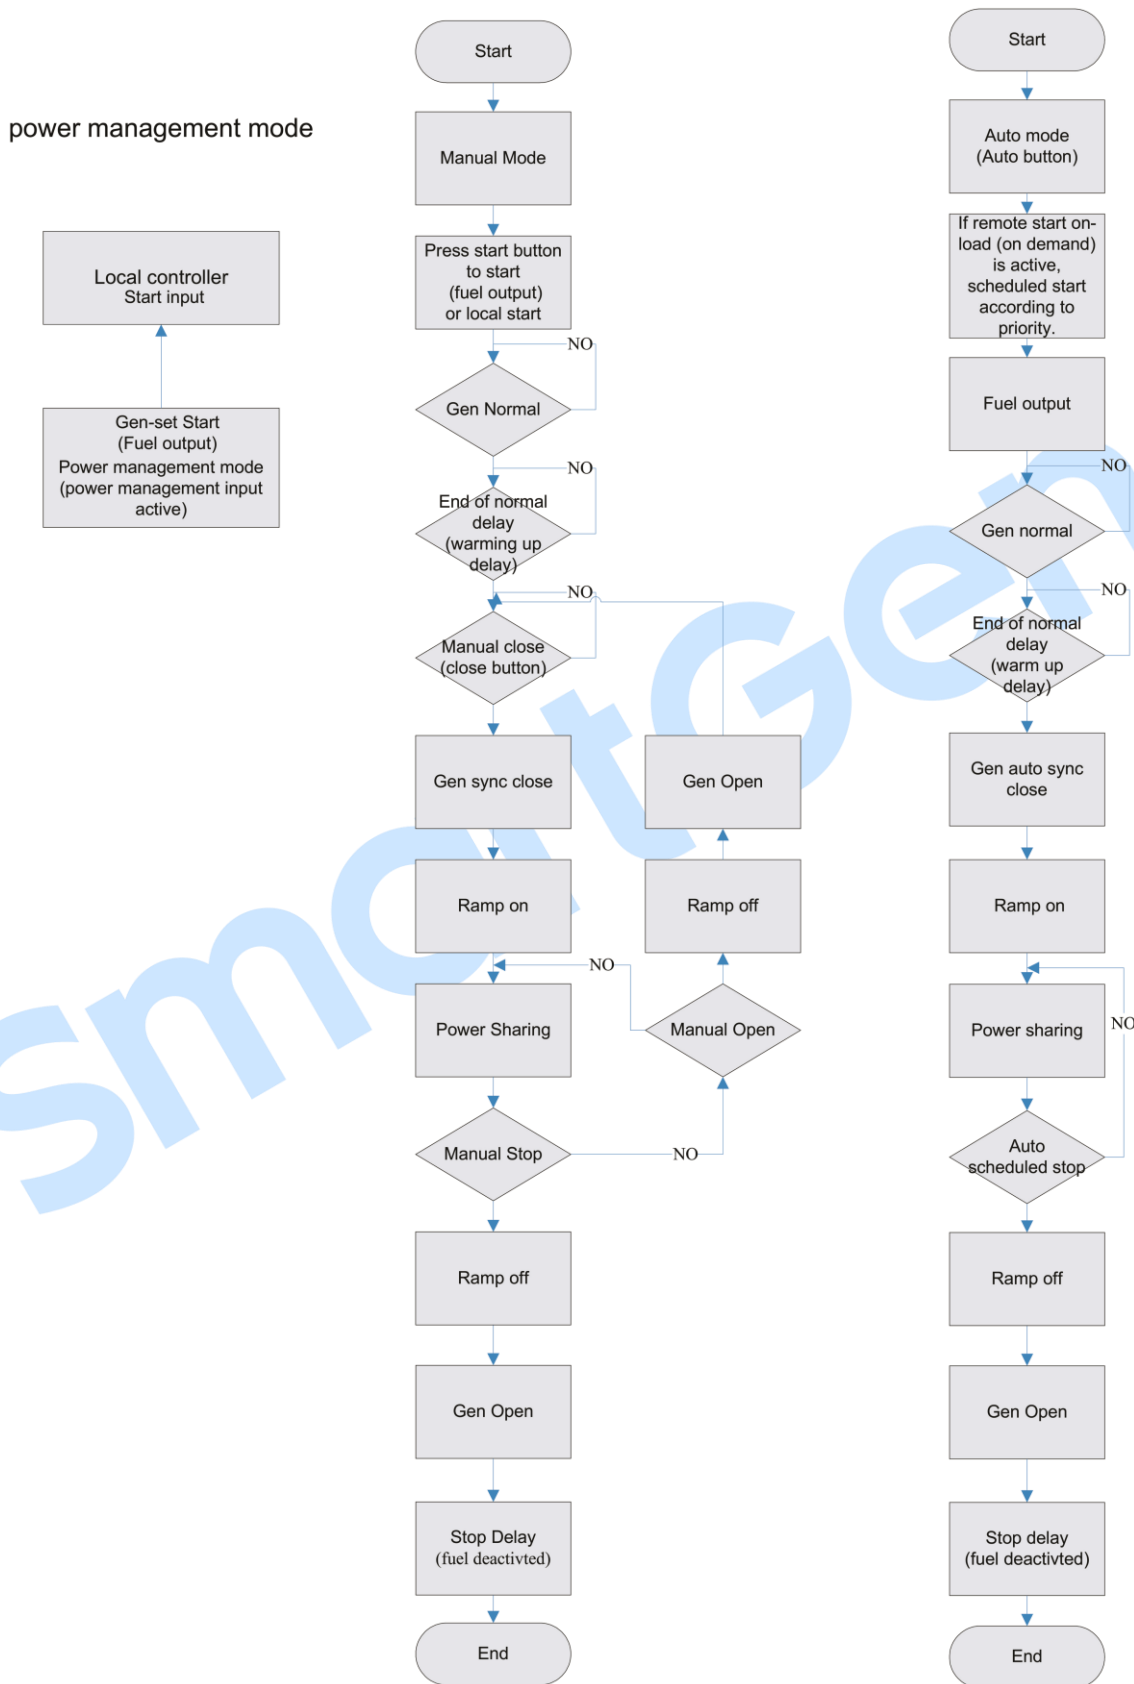 power management mode
Local controller
Start input
Gen-set Start
(Fuel output)
Power management mode
(power management input
active)
Start
Manual Mode
Press start button
to start
(fuel output)
or local start
NO
Gen Normal
NO
End of normal
delay
(warming up
delay)
NO
Manual close
(close button)
Gen sync close
Gen Open
Ramp on
Ramp off
NO
Power Sharing
Manual Open
Manual Stop
NO
Ramp off
Gen Open
Stop Delay
(fuel deactivted)
End
Start
Auto mode
(Auto button)
If remote start on-
load (on demand)
is active,
scheduled start
according to
priority.
Fuel output
NO
Gen normal
NO
End of normal
delay
(warm up
delay)
Gen auto sync
close
Ramp on
Power sharing
NO
Auto
scheduled stop
Ramp off
Gen Open
Stop delay
(fuel deactivted)
End
smartGen